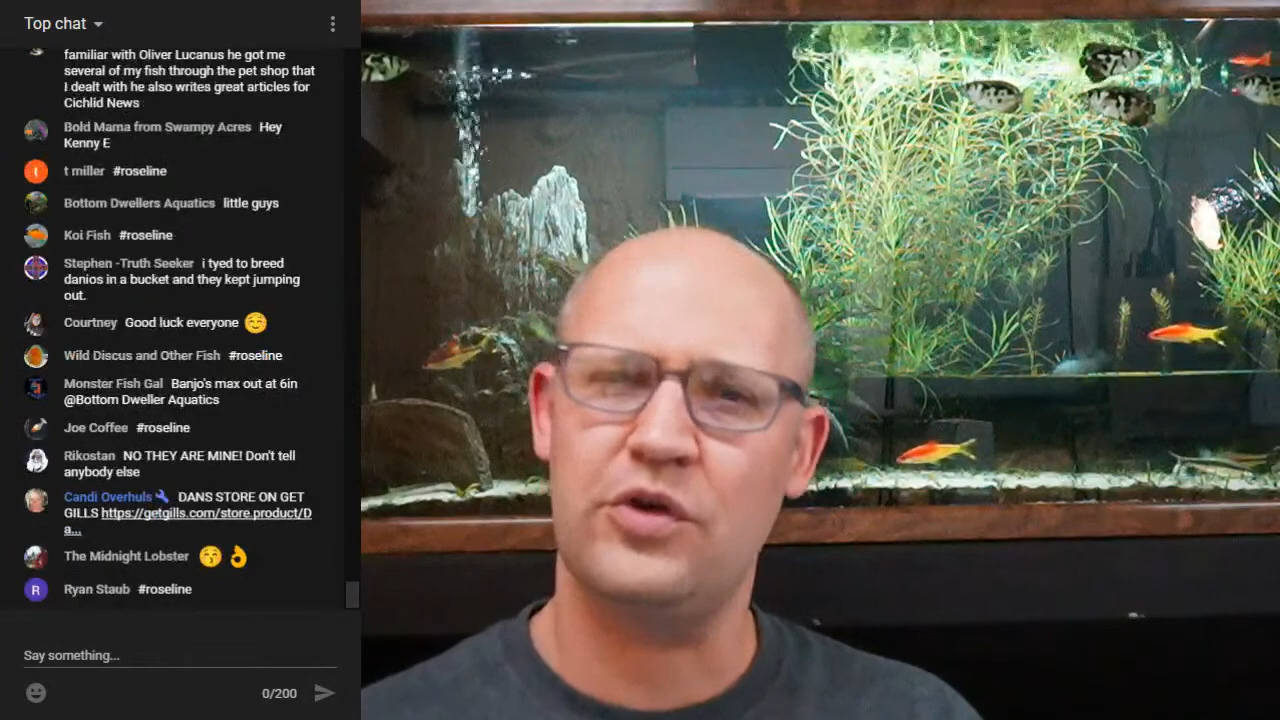 Top chat
familiar with Oliver Lucanus he got me
several of my fish through the pet shop that
I dealt with he also writes great articles for
Cichlid News
Bold Mama from Swampy Acres Hey
Kenny E
t miller #roseline
Bottom Dwellers Aquatics little guys
Koi Fish #roseline
Stephen -Truth Seeker i tyed to breed
danios in a bucket and they kept jumping
out.
Courtney Good luck everyone
Wild Discus and Other Fish #roseline
Monster Fish Gal Banjo's max out at 6in
@Bottom Dweller Aquatics
Joe Coffee #roseline
Rikostan NO THEY ARE MINE! Don't tell
anybody else
Candi Overhuls DANS STORE ON GET
GILLS https://getgills.com/store.product/D
a...
The Midnight Lobster
R Ryan Staub #roseline
Say something...
0/200